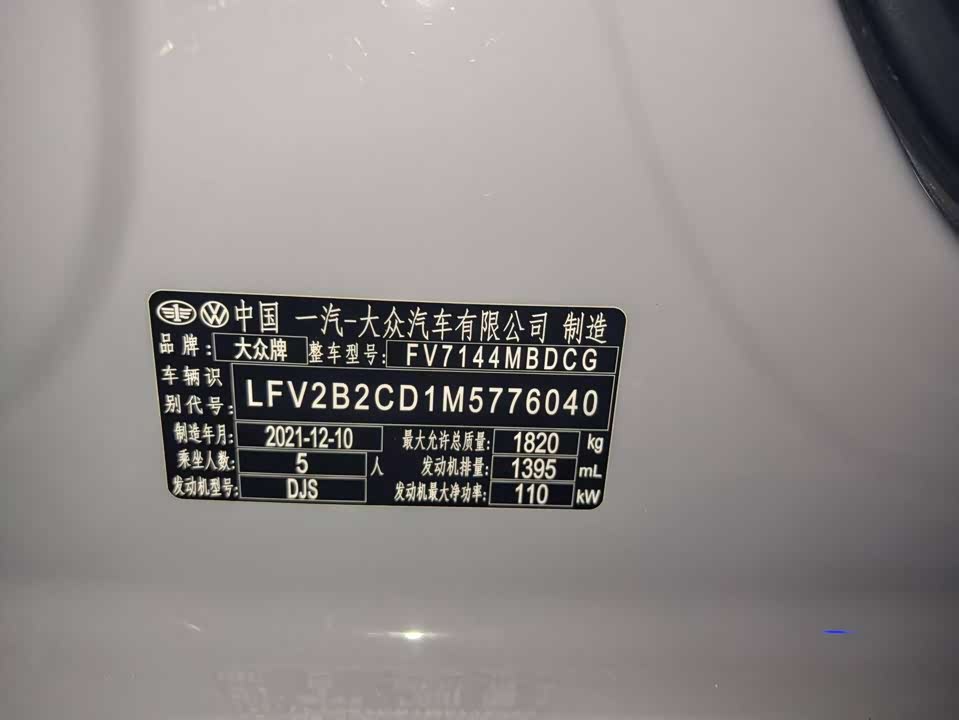 中国 一汽-大众汽车有限公司 制造
品牌: 大众牌 整车型号: FV7144MBDCG
车辆识别代号: LFV2B2CD1M5776040
制造年月: 2021-12-10 最大允许总质量: 1820 kg
乘坐人数: 5 人 发动机排量: 1395 mL
发动机型号: DJS 发动机最大净功率: 110 kW